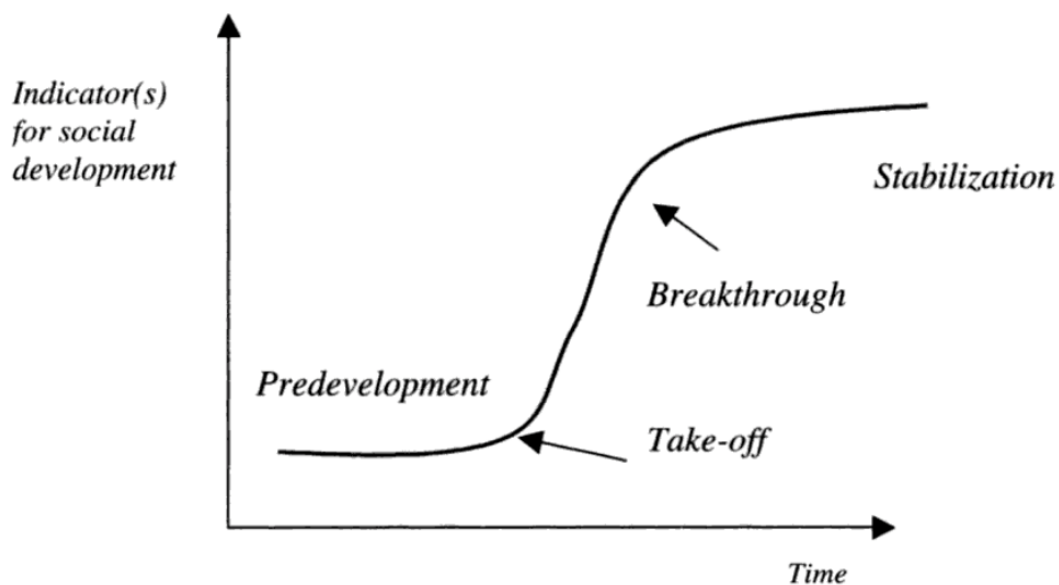 Indicator(s)
for social
development
Stabilization
Breakthrough
Predevelopment
Take-off
Time